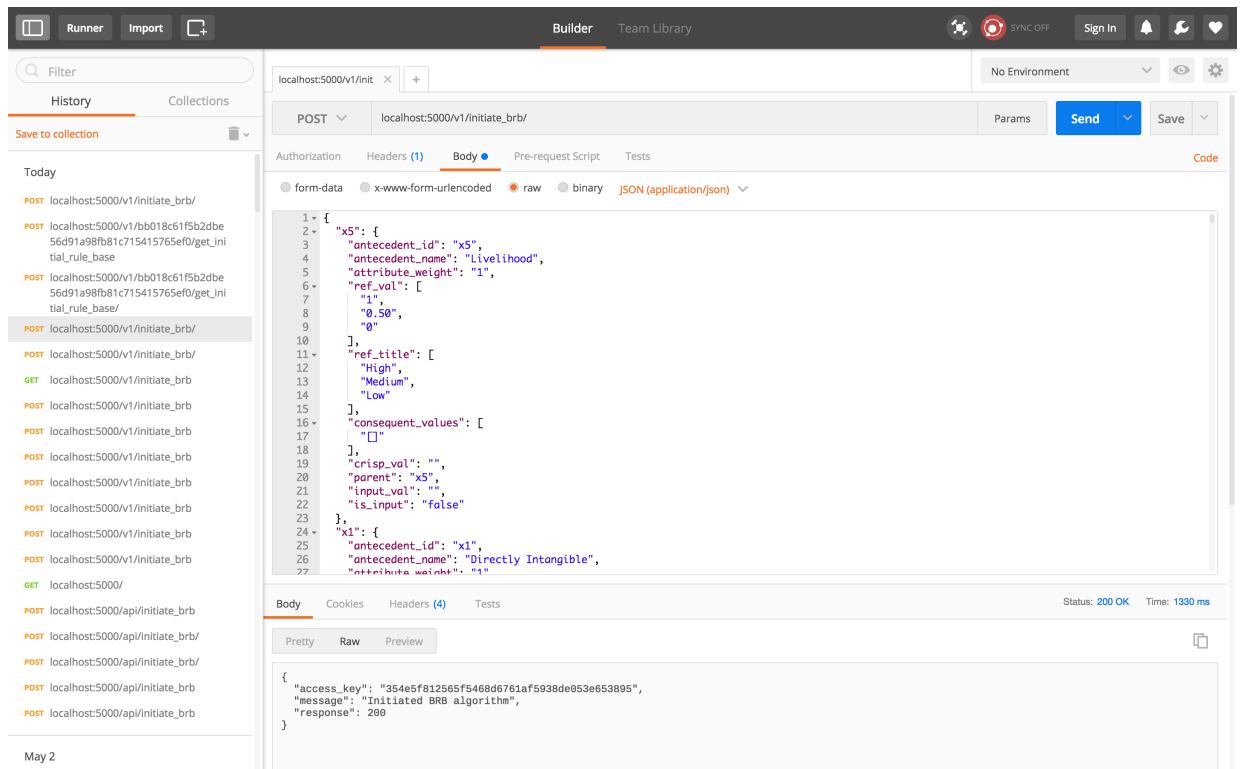 Runner Import Builder Team Library SYNC OFF Sign In
Filter
History Collections
Save to collection
Today
POST localhost:5000/v1/initiate_brb/
POST localhost:5000/v1/bb018c61f5b2dbe
56d91a98fb81c715415765ef0/get_ini
tial_rule_base
POST localhost:5000/v1/bb018c61f5b2dbe
56d91a98fb81c715415765ef0/get_ini
tial_rule_base/
POST localhost:5000/v1/initiate_brb/
POST localhost:5000/v1/initiate_brb/
GET localhost:5000/v1/initiate_brb
POST localhost:5000/v1/initiate_brb
POST localhost:5000/v1/initiate_brb
POST localhost:5000/v1/initiate_brb
POST localhost:5000/v1/initiate_brb
POST localhost:5000/v1/initiate_brb
POST localhost:5000/v1/initiate_brb
POST localhost:5000/v1/initiate_brb
GET localhost:5000/
POST localhost:5000/api/initiate_brb
POST localhost:5000/api/initiate_brb/
POST localhost:5000/api/initiate_brb/
POST localhost:5000/api/initiate_brb
POST localhost:5000/api/initiate_brb
May 2
localhost:5000/v1/init × +
No Environment
POST localhost:5000/v1/initiate_brb/ Params Send Save
Authorization Headers (1) Body Pre-request Script Tests Code
form-data x-www-form-urlencoded raw binary JSON (application/json)
1 {
2 "x5": {
3 "antecedent_id": "x5",
4 "antecedent_name": "Livelihood",
5 "attribute_weight": "1",
6 "ref_val": [
7 "1",
8 "0.50",
9 "0"
10 ],
11 "ref_title": [
12 "High",
13 "Medium",
14 "Low"
15 ],
16 "consequent_values": [
17 "[]"
18 ],
19 "crisp_val": "",
20 "parent": "x5",
21 "input_val": "",
22 "is_input": "false"
23 },
24 "x1": {
25 "antecedent_id": "x1",
26 "antecedent_name": "Directly Intangible",
27 "attribute_weight": "1"
Body Cookies Headers (4) Tests Status: 200 OK Time: 1330 ms
Pretty Raw Preview
{
"access_key": "354e5f812565f5468d6761af5938de053e653895",
"message": "Initiated BRB algorithm",
"response": 200
}